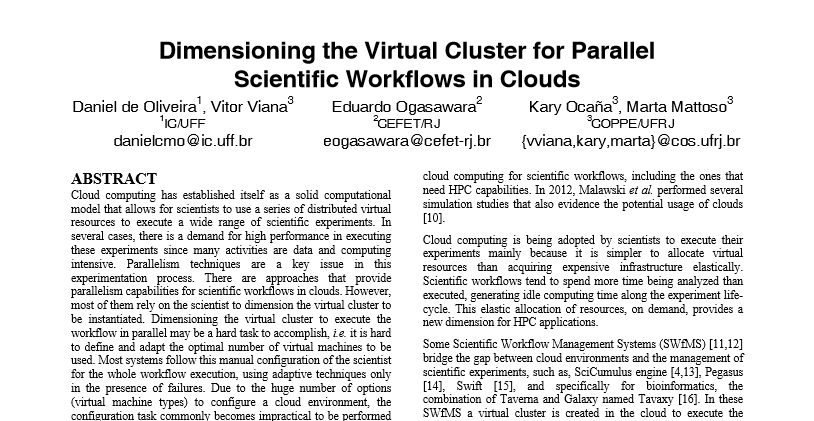 Dimensioning the Virtual Cluster for Parallel
Scientific Workflows in Clouds
Daniel de Oliveira1, Vitor Viana3
1IC/UFF
danielcmo@ic.uff.br
Eduardo Ogasawara2
2CEFET/RJ
eogasawara@cefet-rj.br
Kary Ocaña3, Marta Mattoso3
3COPPE/UFRJ
{vviana,kary,marta}@cos.ufrj.br
ABSTRACT
Cloud computing has established itself as a solid computational
model that allows for scientists to use a series of distributed virtual
resources to execute a wide range of scientific experiments. In
several cases, there is a demand for high performance in executing
these experiments since many activities are data and computing
intensive. Parallelism techniques are a key issue in this
experimentation process. There are approaches that provide
parallelism capabilities for scientific workflows in clouds. However,
most of them rely on the scientist to dimension the virtual cluster to
be instantiated. Dimensioning the virtual cluster to execute the
workflow in parallel may be a hard task to accomplish, i.e. it is hard
to define and adapt the optimal number of virtual machines to be
used. Most systems follow this manual configuration of the scientist
for the whole workflow execution, using adaptive techniques only
in the presence of failures. Due to the huge number of options
(virtual machine types) to configure a cloud environment, the
configuration task commonly becomes impractical to be performed
cloud computing for scientific workflows, including the ones that
need HPC capabilities. In 2012, Malawski et al. performed several
simulation studies that also evidence the potential usage of clouds
[10].
Cloud computing is being adopted by scientists to execute their
experiments mainly because it is simpler to allocate virtual
resources than acquiring expensive infrastructure elastically.
Scientific workflows tend to spend more time being analyzed than
executed, generating idle computing time along the experiment life-
cycle. This elastic allocation of resources, on demand, provides a
new dimension for HPC applications.
Some Scientific Workflow Management Systems (SWfMS) [11,12]
bridge the gap between cloud environments and the management of
scientific experiments, such as, SciCumulus engine [4,13], Pegasus
[14], Swift [15], and specifically for bioinformatics, the
combination of Taverna and Galaxy named Tavaxy [16]. In these
SWfMS a virtual cluster is created in the cloud to execute the